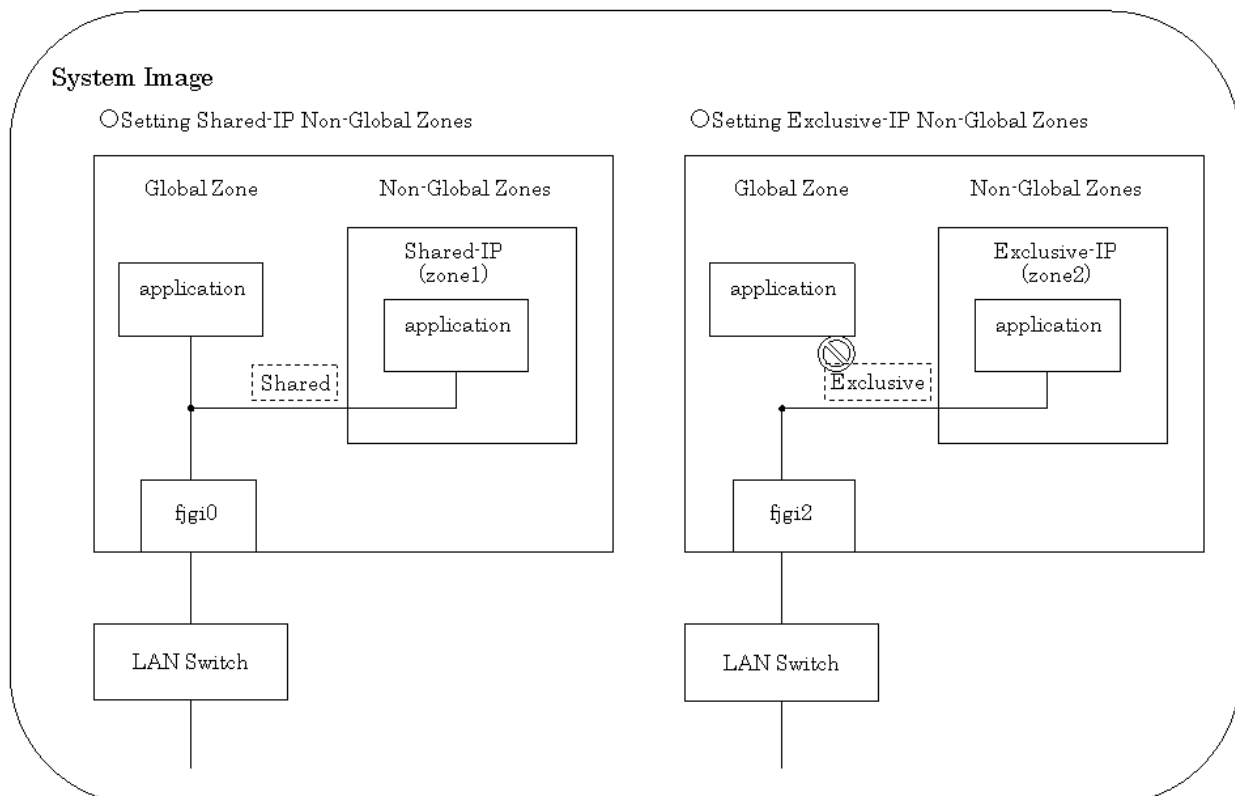 System Image
○Setting Shared-IP Non-Global Zones
Global Zone
Non-Global Zones
Shared-IP
(zone1)
application
application
Shared
fjgi0
LAN Switch
○Setting Exclusive-IP Non-Global Zones
Global Zone
Non-Global Zones
Exclusive-IP
(zone2)
application
application
Exclusive
fjgi2
LAN Switch